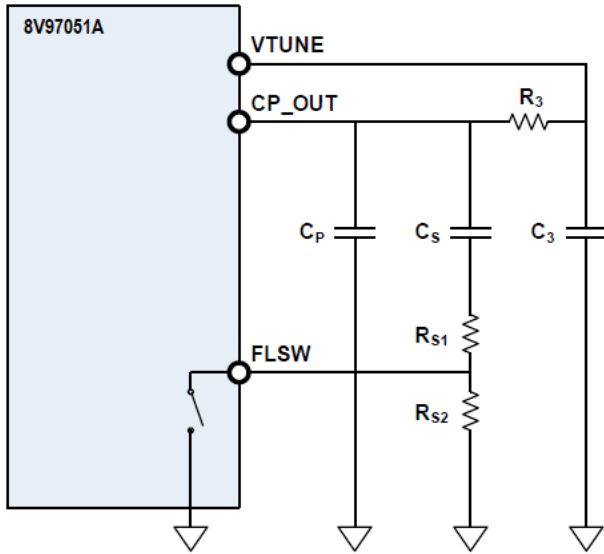 8V97051A
VTUNE
CP_OUT
R3
CP
CS
C3
RS1
FLSW
RS2